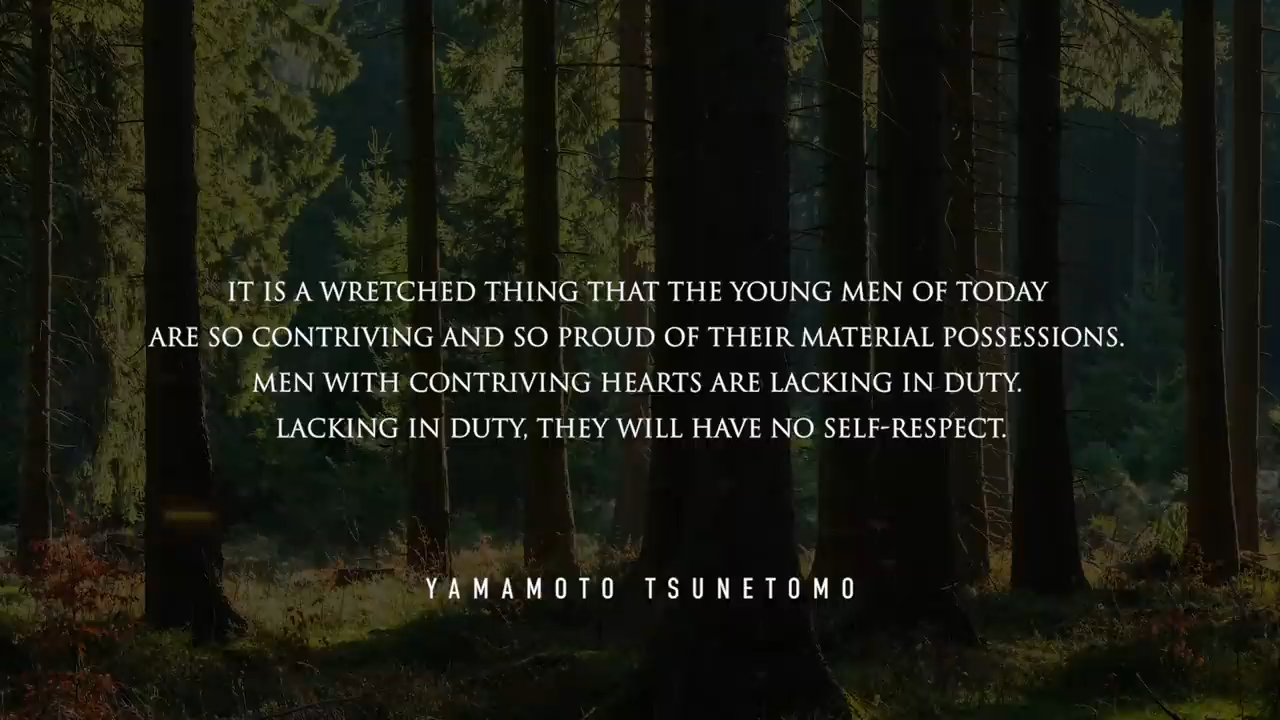 IT IS A WRETCHED THING THAT THE YOUNG MEN OF TODAY
ARE SO CONTRIVING AND SO PROUD OF THEIR MATERIAL POSSESSIONS.
MEN WITH CONTRIVING HEARTS ARE LACKING IN DUTY.
LACKING IN DUTY, THEY WILL HAVE NO SELF-RESPECT.
YAMAMOTO TSUNETOMO